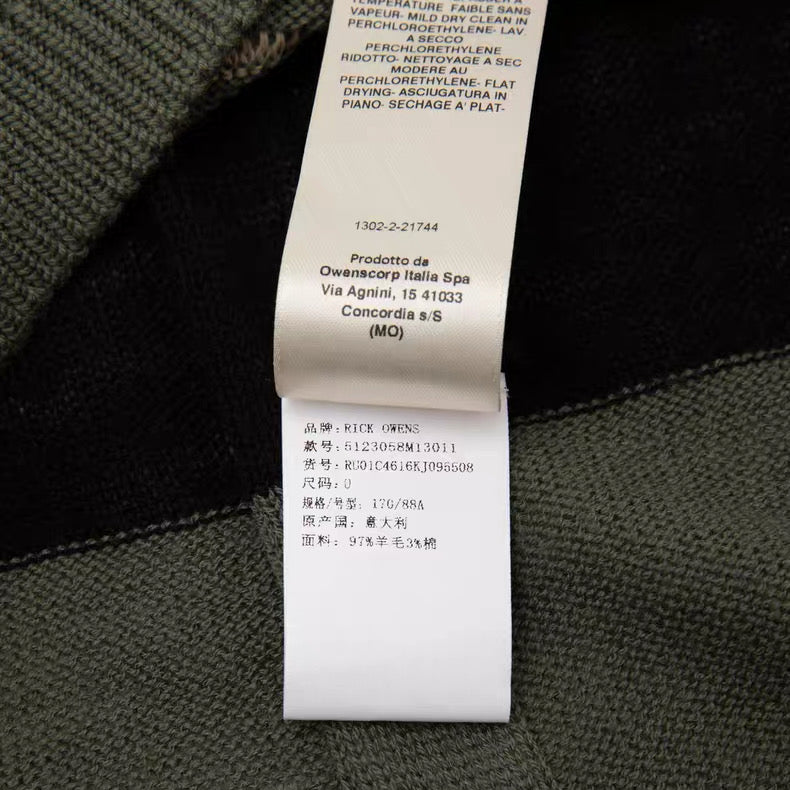 TEMPERATURE FAIBLE SANS
VAPEUR- MILD DRY CLEAN IN
PERCHLOROETHYLENE- LAV.
A SECCO
PERCHLORETHYLENE
RIDOTTO- NETTOYAGE A SEC
MODERE AU
PERCHLORETHYLENE- FLAT
DRYING- ASCIUGATURA IN
PIANO- SECHAGE A' PLAT-
1302-2-21744
Prodotto da
Owenscorp Italia Spa
Via Agnini, 15 41033
Concordia s/S
(MO)
品牌:RICK OWENS
款号:5123058M13011
货号:RU01C4616KJ095508
尺码:0
规格/号型: 170/88A
原产国: 意大利
面料: 97%羊毛3%棉